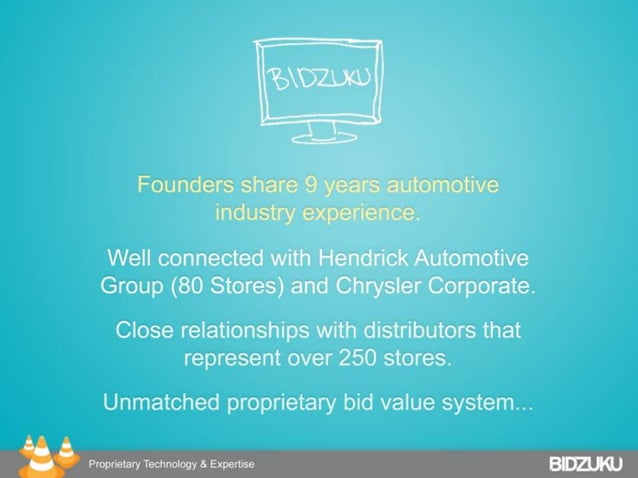 BIDZUKU
Founders share 9 years automotive
industry experience.
Well connected with Hendrick Automotive
Group (80 Stores) and Chrysler Corporate.
Close relationships with distributors that
represent over 250 stores.
Unmatched proprietary bid value system...
Proprietary Technology & Expertise
BIDZUKU